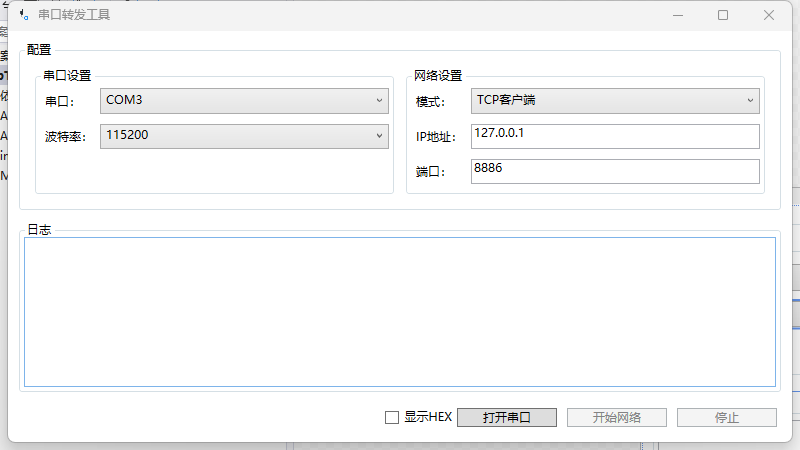 串口转发工具
配置
串口设置
串口:
COM3
波特率:
115200
网络设置
模式:
TCP客户端
IP地址:
127.0.0.1
端口:
8886
日志
显示HEX
打开串口
开始网络
停止